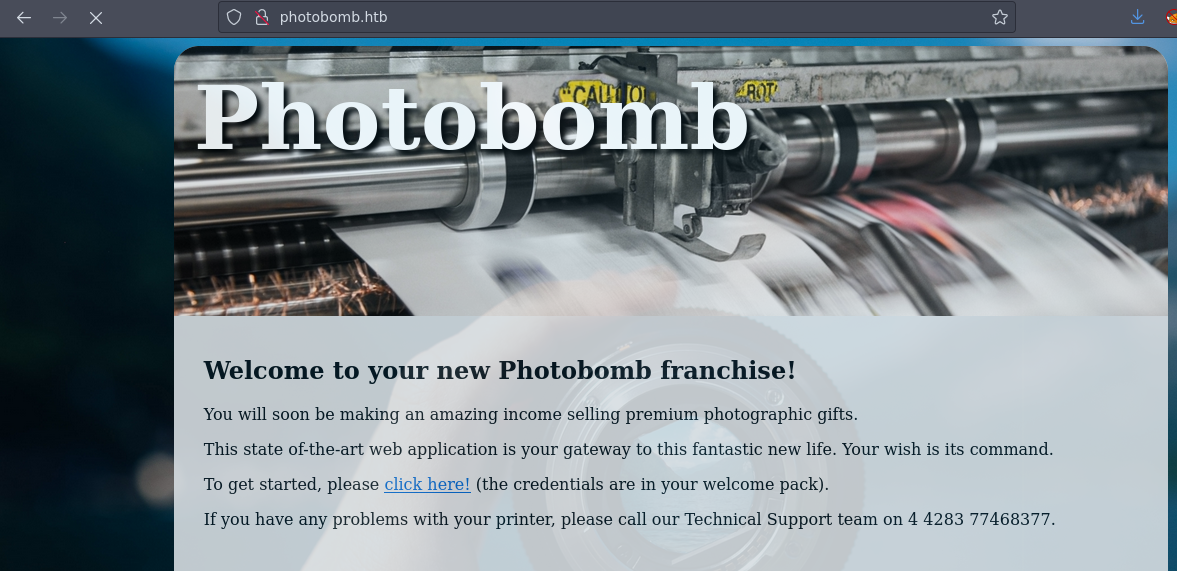 photobomb.htb
"CAUTIO
ROT
Photobomb
Welcome to your new Photobomb franchise!
You will soon be making an amazing income selling premium photographic gifts.
This state of-the-art web application is your gateway to this fantastic new life. Your wish is its command.
To get started, please click here! (the credentials are in your welcome pack).
If you have any problems with your printer, please call our Technical Support team on 4 4283 77468377.